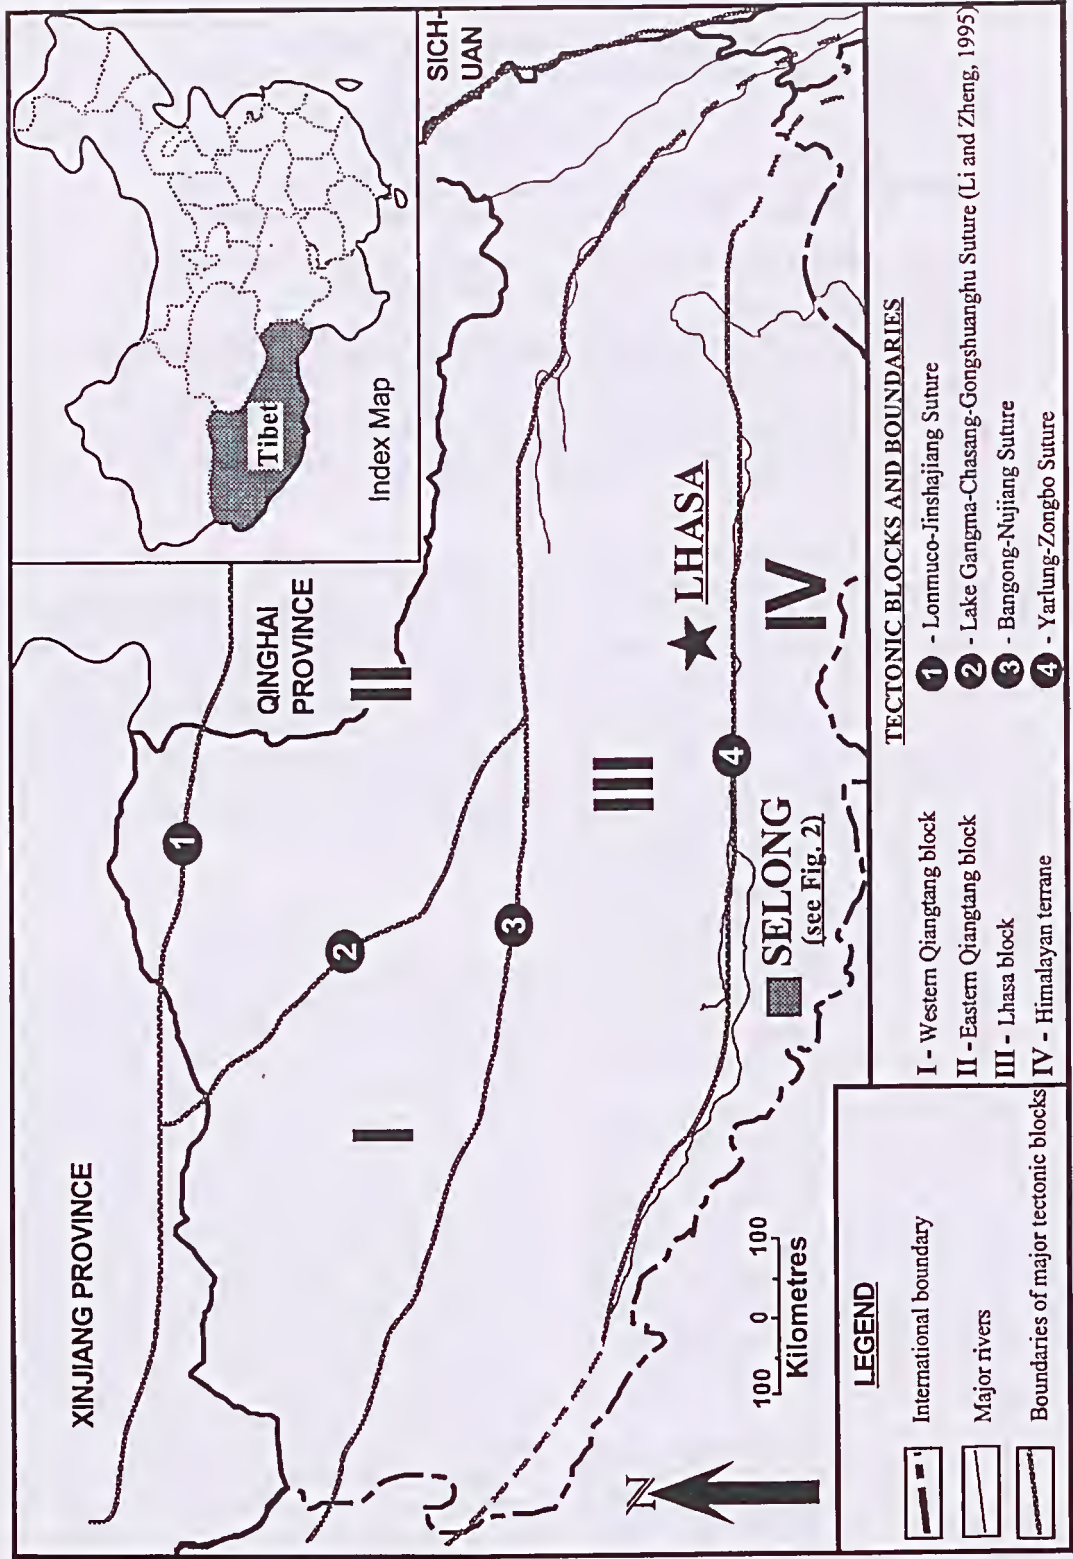 XINJIANG PROVINCE
QINGHAI
PROVINCE
SICH-
UAN
Tibet
Index Map
1
2
3
4
I
II
III
IV
LHASA
SELONG
(see Fig. 2)
N
100 0 100
Kilometres
LEGEND
International boundary
Major rivers
Boundaries of major tectonic blocks
TECTONIC BLOCKS AND BOUNDARIES
I - Western Qiangtang block
II - Eastern Qiangtang block
III - Lhasa block
IV - Himalayan terrane
1 - Lonmuco-Jinshajiang Suture
2 - Lake Gangma-Chasang-Gongshuanghu Suture (Li and Zheng, 1995)
3 - Bangong-Nujiang Suture
4 - Yarlung-Zongbo Suture